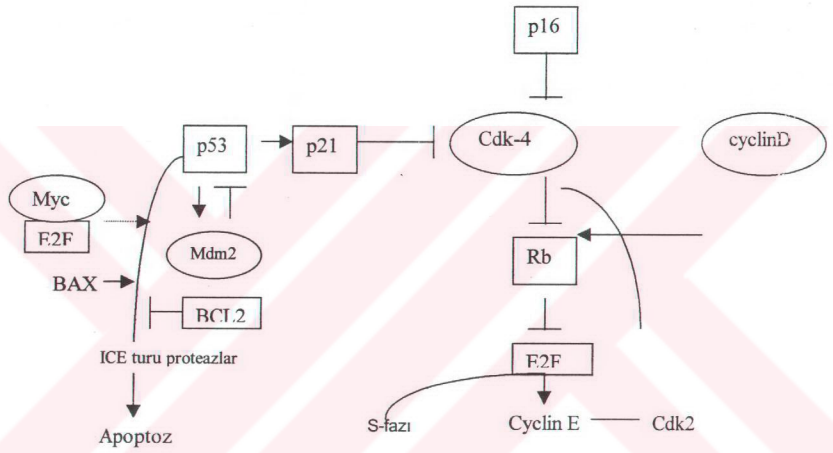 p16
p53
p21
Cdk-4
cyclinD
Myc
E2F
Mdm2
Rb
BAX
BCL2
ICE turu proteazlar
E2F
S-fazı
Cyclin E
Cdk2
Apoptoz